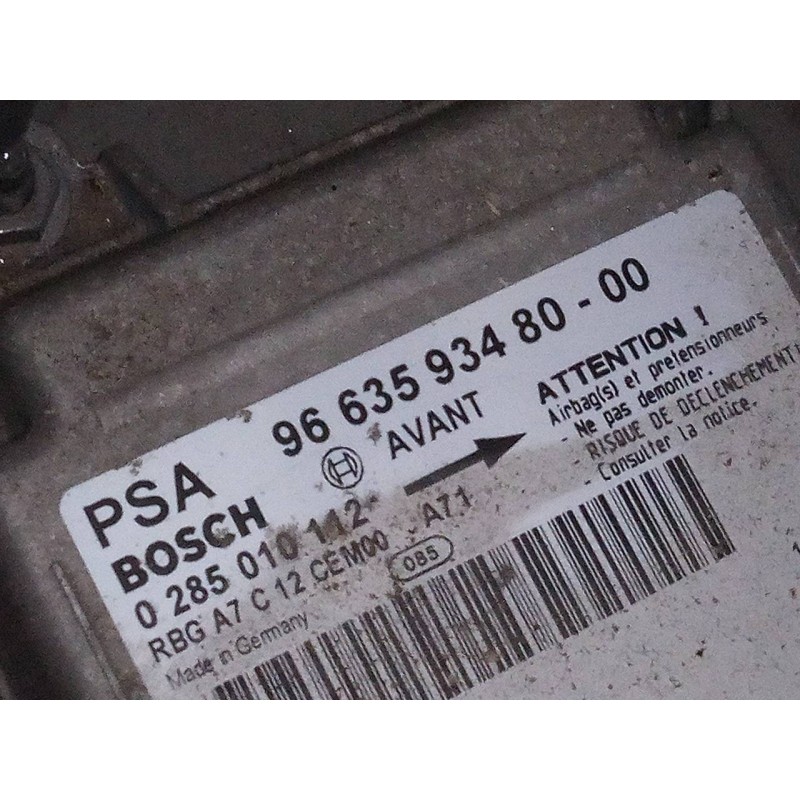 PSA 96 635 934 80-00
BOSCH AVANT
0 285 010 112 A71
RBG A7 C 12 CEM00 085
Made in Germany
ATTENTION !
Airbag(s) et pretensionneurs
- Ne pas demonter.
- RISQUE DE DECLENCHEMENT!
- Consulter la notice.